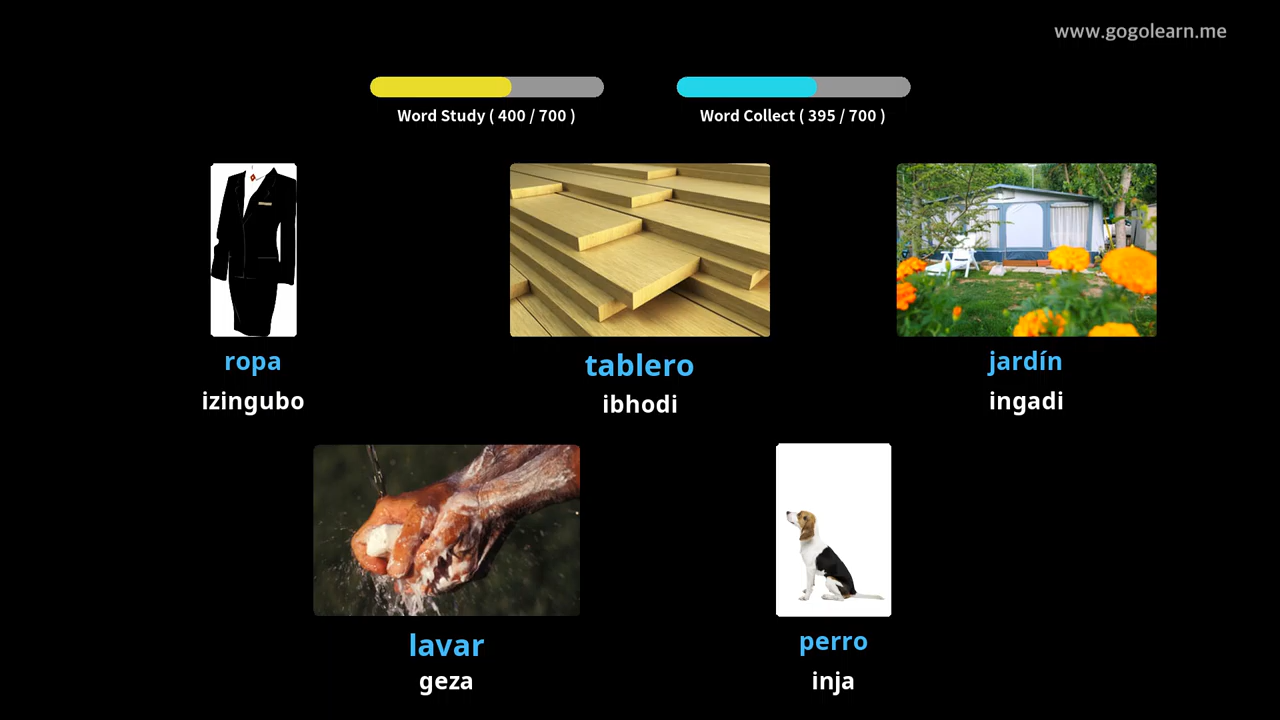 www.gogolearn.me
Word Study ( 400 / 700 )
Word Collect ( 395 / 700 )
ropa
izingubo
tablero
ibhodi
jardín
ingadi
lavar
geza
perro
inja